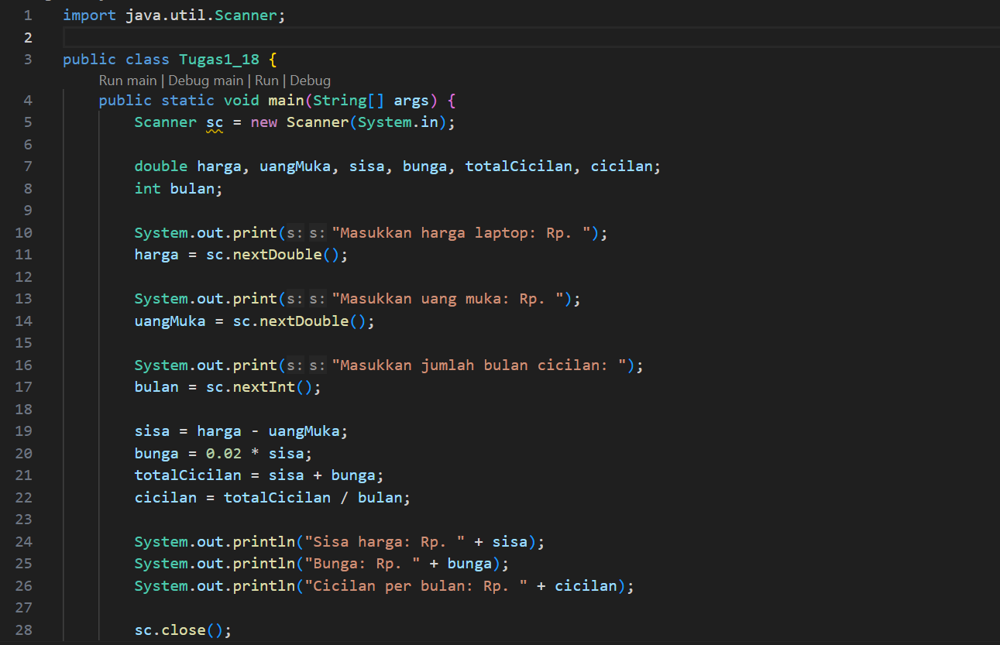 1 import java.util.Scanner;
2
3 public class Tugas1_18 {
Run main | Debug main | Run | Debug
4 public static void main(String[] args) {
5 Scanner sc = new Scanner(System.in);
6
7 double harga, uangMuka, sisa, bunga, totalCicilan, cicilan;
8 int bulan;
9
10 System.out.print(s: s: "Masukkan harga laptop: Rp. ");
11 harga = sc.nextDouble();
12
13 System.out.print(s: s: "Masukkan uang muka: Rp. ");
14 uangMuka = sc.nextDouble();
15
16 System.out.print(s: s: "Masukkan jumlah bulan cicilan: ");
17 bulan = sc.nextInt();
18
19 sisa = harga - uangMuka;
20 bunga = 0.02 * sisa;
21 totalCicilan = sisa + bunga;
22 cicilan = totalCicilan / bulan;
23
24 System.out.println("Sisa harga: Rp. " + sisa);
25 System.out.println("Bunga: Rp. " + bunga);
26 System.out.println("Cicilan per bulan: Rp. " + cicilan);
27
28 sc.close();